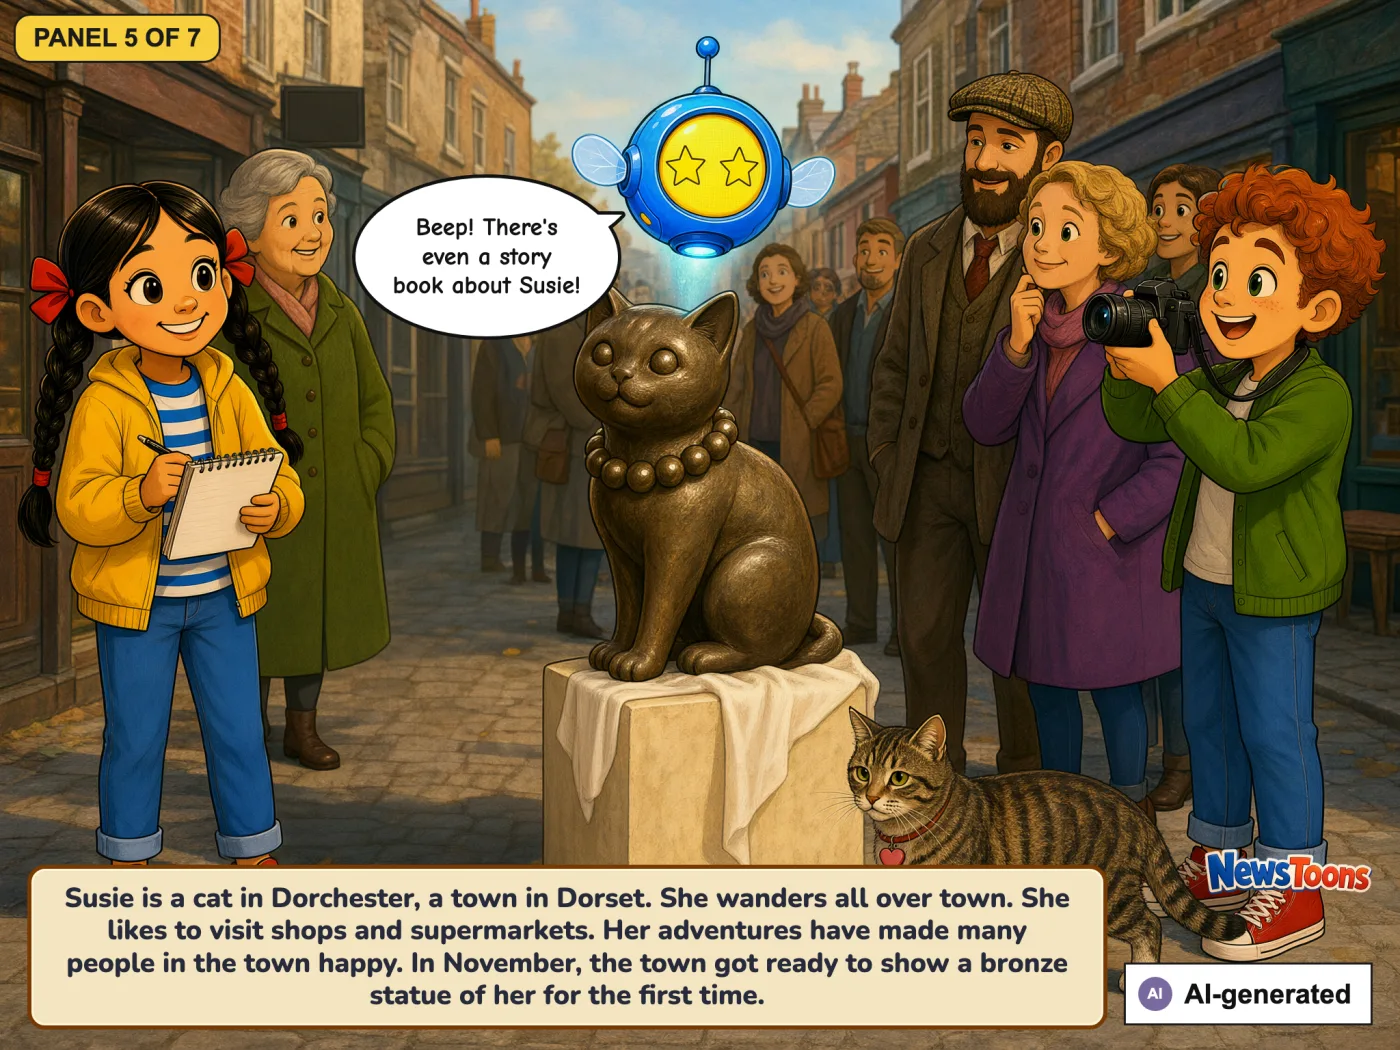 PANEL 5 OF 7
Beep! There's
even a story
book about Susie!
Susie is a cat in Dorchester, a town in Dorset. She wanders all over town. She
likes to visit shops and supermarkets. Her adventures have made many
people in the town happy. In November, the town got ready to show a bronze
statue of her for the first time.
NewsToons
AI AI-generated